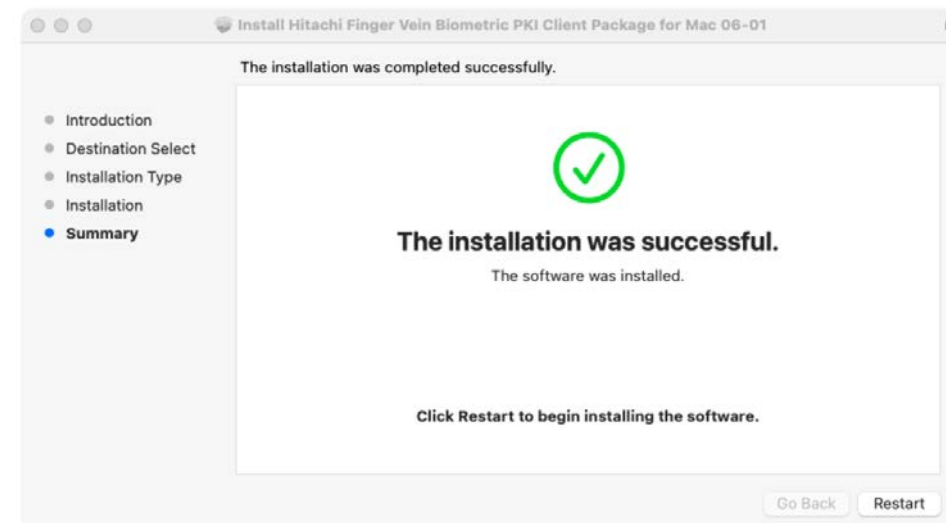 Install Hitachi Finger Vein Biometric PKI Client Package for Mac 06-01
The installation was completed successfully.
Introduction
Destination Select
Installation Type
Installation
Summary
The installation was successful.
The software was installed.
Click Restart to begin installing the software.
Go Back
Restart